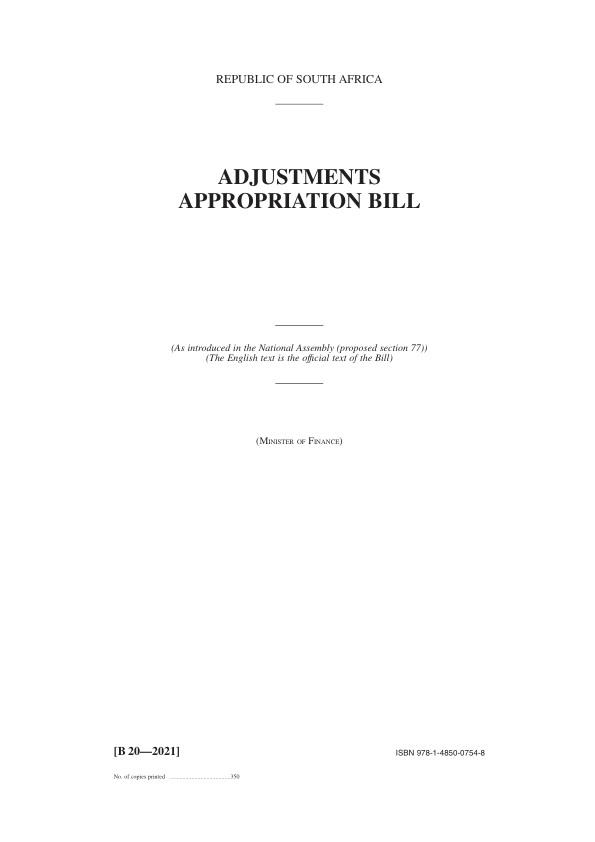 REPUBLIC OF SOUTH AFRICA
ADJUSTMENTS
APPROPRIATION BILL
(As introduced in the National Assembly (proposed section 77))
(The English text is the official text of the Bill)
(Minister of Finance)
[B 20—2021]
ISBN 978-1-4850-0754-8
No. of copies printed ........................................350